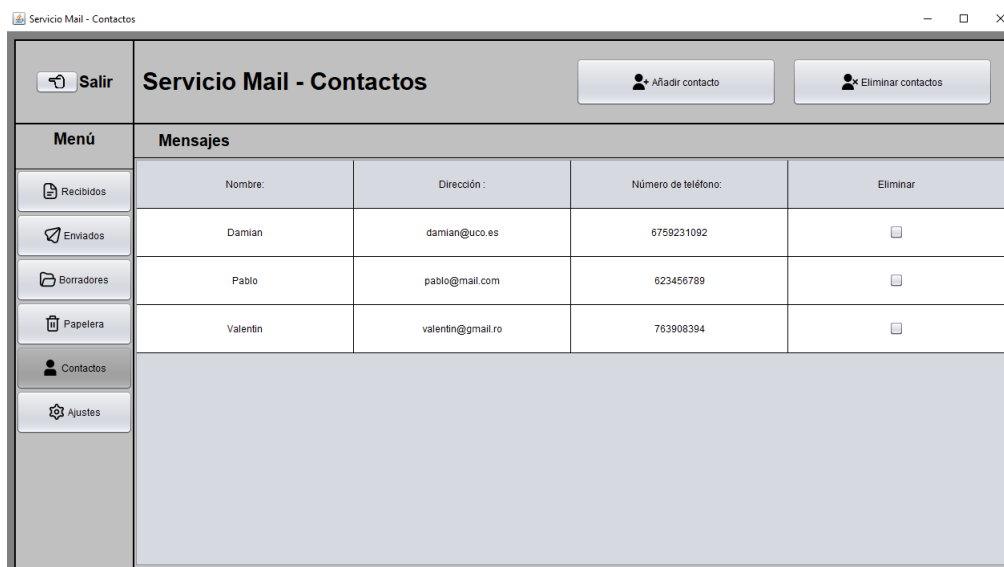 Servicio Mail - Contactos
Salir
Servicio Mail - Contactos
Añadir contacto
Eliminar contactos
Menú
Mensajes
Recibidos
Enviados
Borradores
Papelera
Contactos
Ajustes
Nombre: Dirección : Número de teléfono: Eliminar
Damian damian@uco.es 6759231092
Pablo pablo@mail.com 623456789
Valentin valentin@gmail.ro 763908394